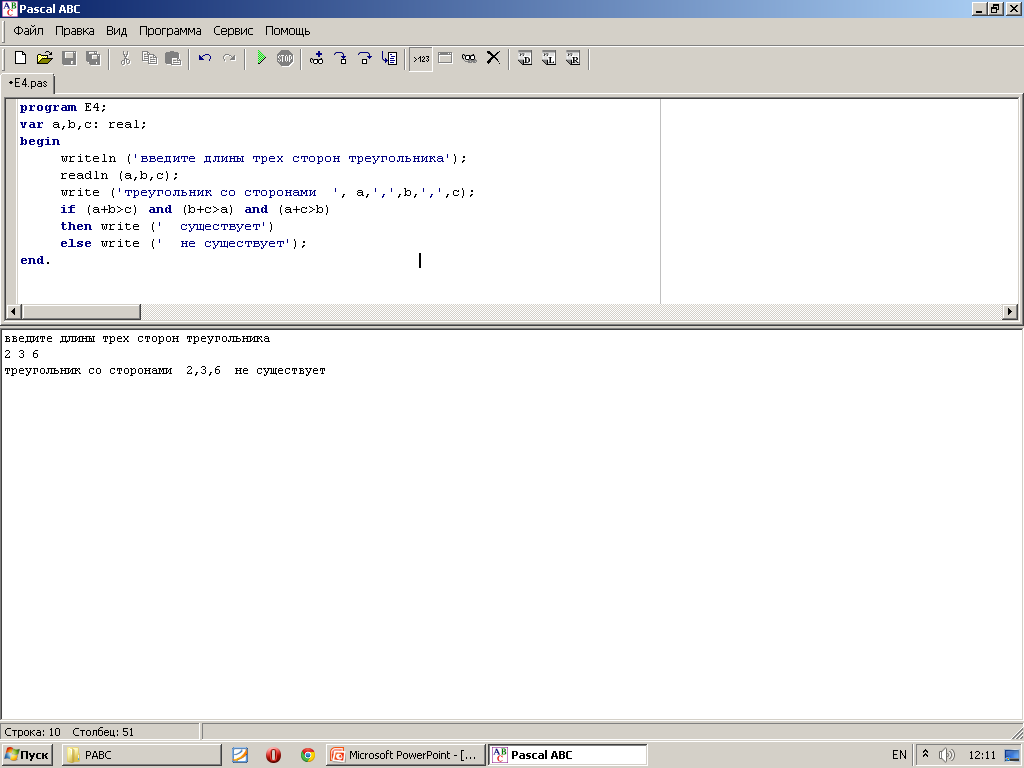 Pascal ABC
Файл Правка Вид Программа Сервис Помощь
•E4.pas
program E4;
var a,b,c: real;
begin
writeln ('введите длины трех сторон треугольника');
readln (a,b,c);
write ('треугольник со сторонами  ', a,',',b,',',c);
if (a+b>c) and (b+c>a) and (a+c>b)
then write ('  существует')
else write ('  не существует');
end.
введите длины трех сторон треугольника
2 3 6
треугольник со сторонами  2,3,6  не существует
Строка: 10 Столбец: 51
Пуск PABC Microsoft PowerPoint - [... Pascal ABC EN 12:11